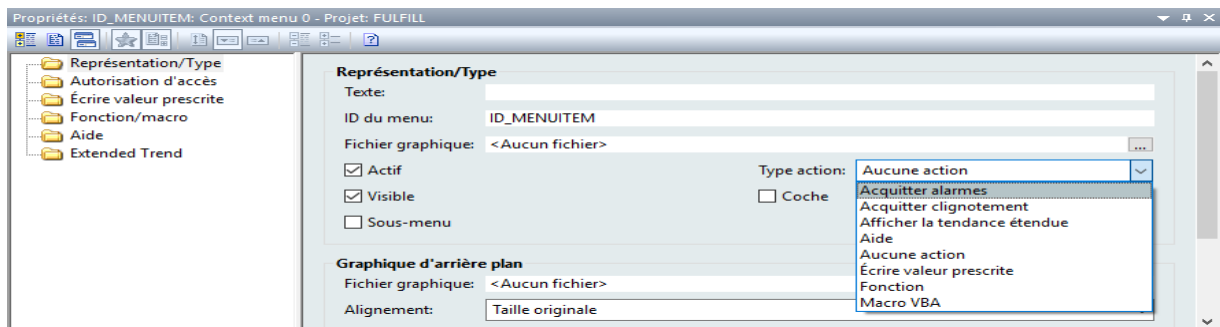 Propriétés: ID_MENUITEM: Context menu 0 - Projet: FULFILL
Représentation/Type
Autorisation d'accès
Écrire valeur prescrite
Fonction/macro
Aide
Extended Trend
Représentation/Type
Texte:
ID du menu: ID_MENUITEM
Fichier graphique: <Aucun fichier> ...
Actif Type action: Aucune action
Visible Coche
Sous-menu
Acquitter alarmes
Acquitter clignotement
Afficher la tendance étendue
Aide
Aucune action
Écrire valeur prescrite
Fonction
Macro VBA
Graphique d'arrière plan
Fichier graphique: <Aucun fichier>
Alignement: Taille originale